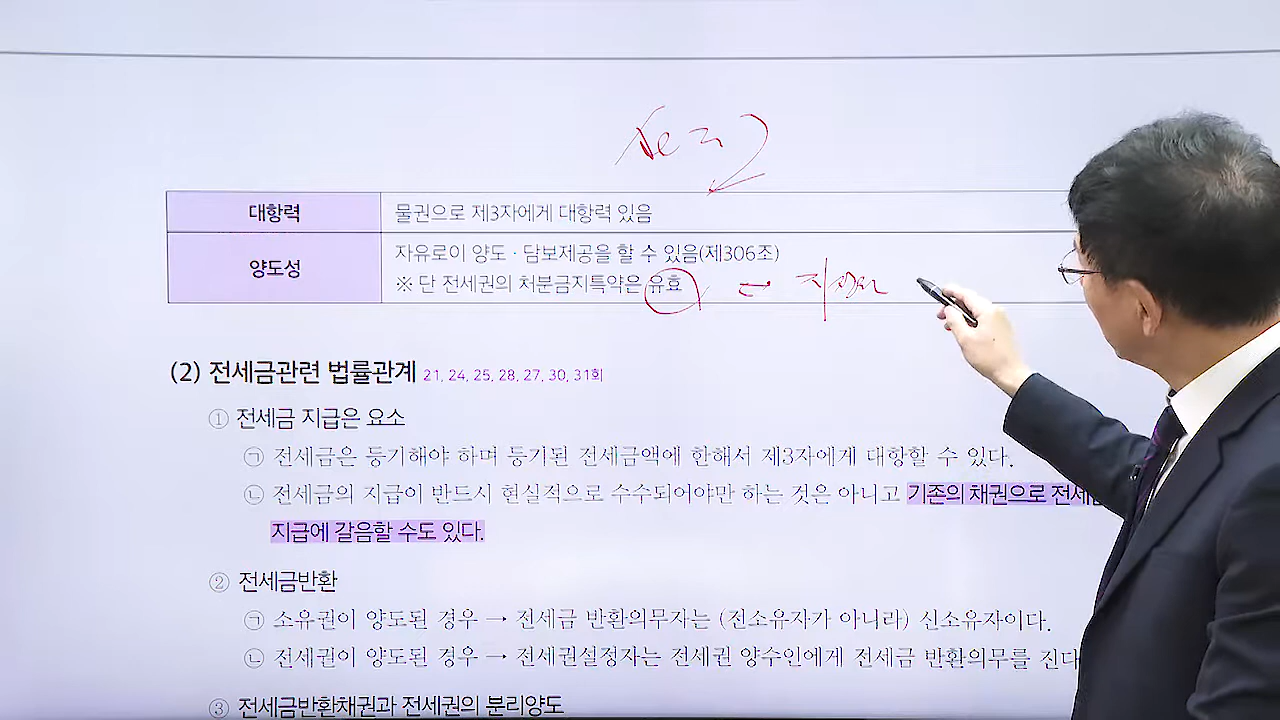 대항력 물권으로 제3자에게 대항력 있음
양도성 자유로이 양도·담보제공을 할 수 있음(제306조)
※ 단 전세권의 처분금지특약은 유효 ↔
(2) 전세금관련 법률관계 21, 24, 25, 28, 27, 30, 31회
① 전세금 지급은 요소
㉠ 전세금은 등기해야 하며 등기된 전세금액에 한해서 제3자에게 대항할 수 있다.
㉡ 전세금의 지급이 반드시 현실적으로 수수되어야만 하는 것은 아니고 기존의 채권으로
지급에 갈음할 수도 있다.
② 전세금반환
㉠ 소유권이 양도된 경우 → 전세금 반환의무자는 (전소유자가 아니라) 신소유자이다.
㉡ 전세권이 양도된 경우 → 전세권설정자는 전세권 양수인에게 전세금 반환의무를 진다
③ 전세금반환채권과 전세권의 분리양도